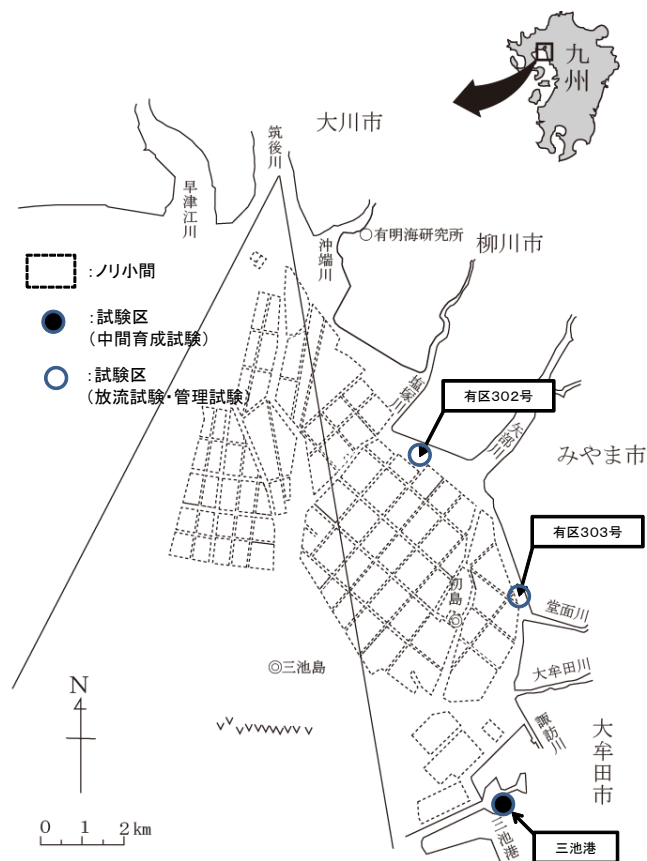 九州
大川市
筑後川
早津江川
沖端川
○有明海研究所
柳川市
:ノリ小間
:試験区
(中間育成試験)
:試験区
(放流試験・管理試験)
塩塚川
有区302号
矢部川
みやま市
有区303号
初島
堂面川
◎三池島
大牟田川
諏訪川
大牟田市
N
0 1 2km
三池港
三池港